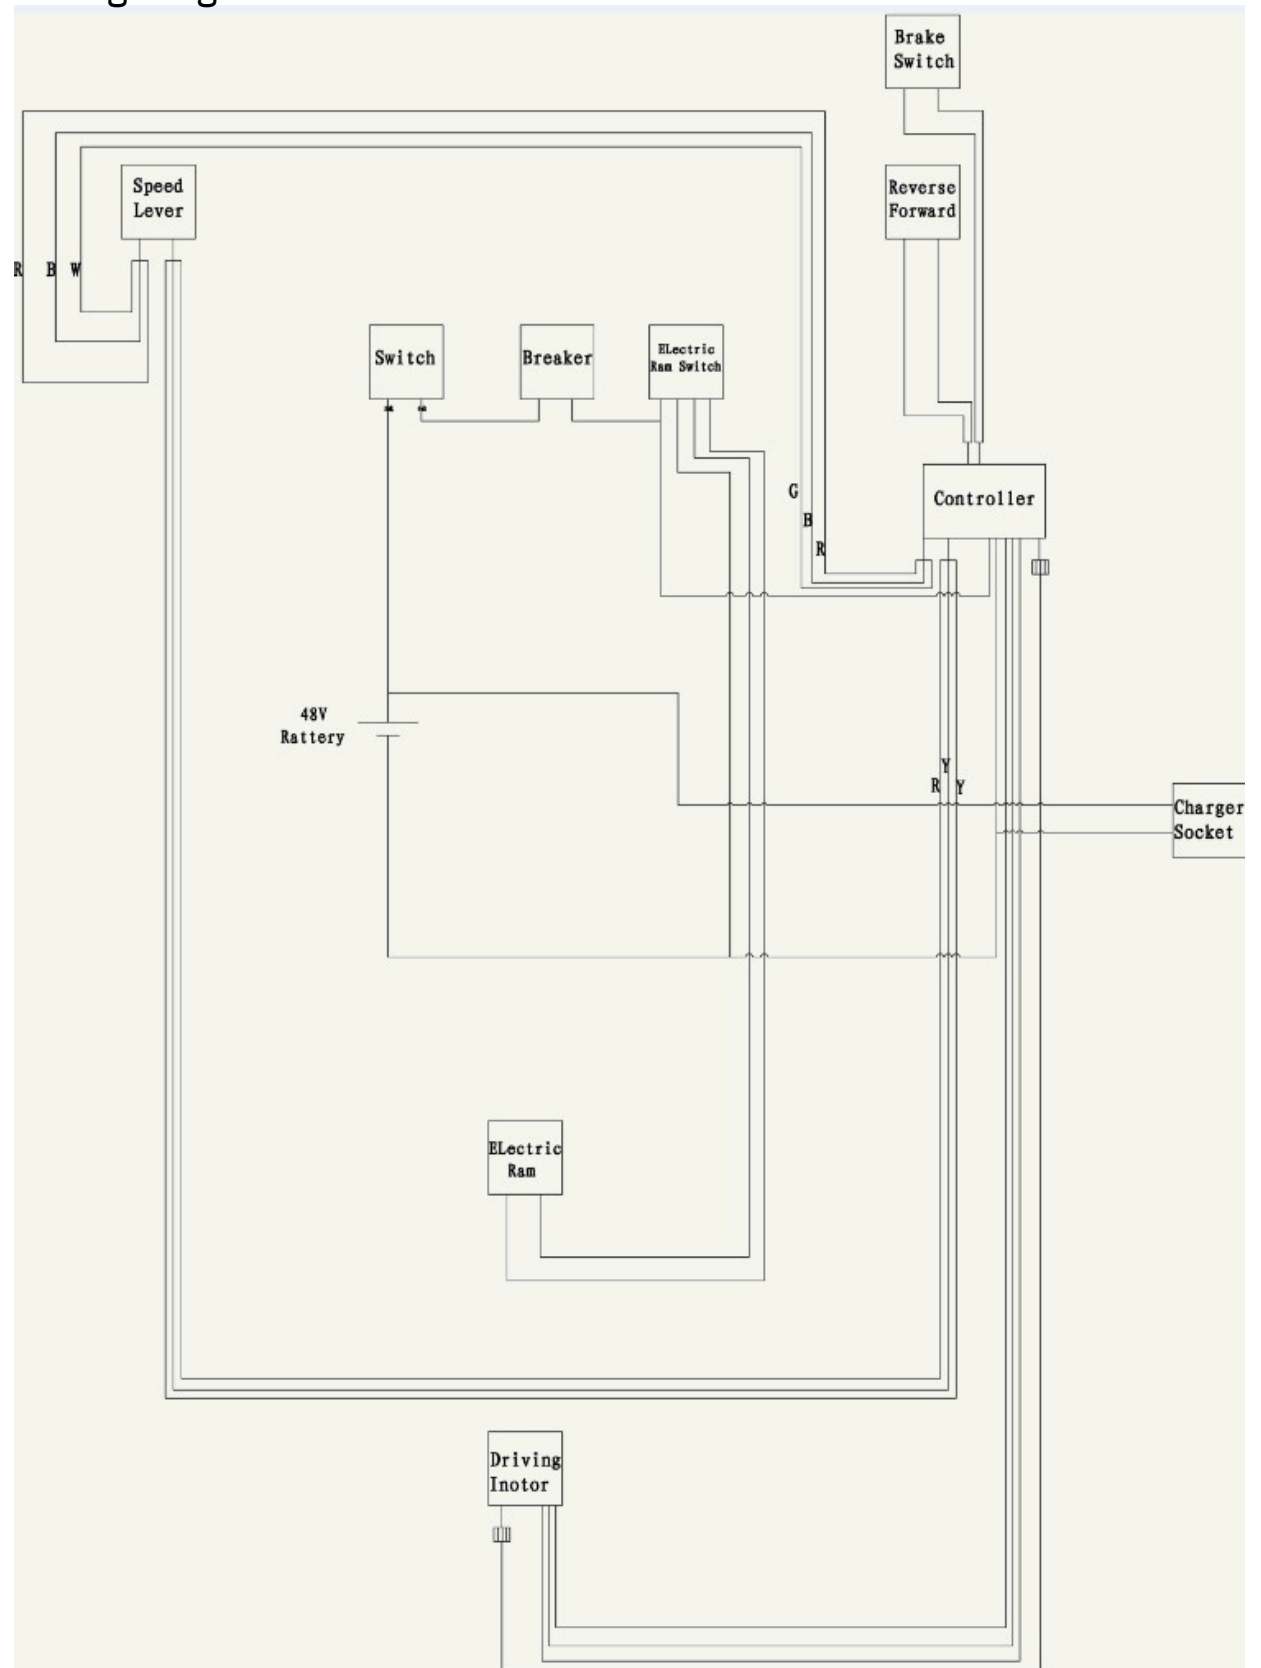 Brake
Switch
Speed
Lever
Reverse
Forward
R B W
Switch
Breaker
ELectric
Ram Switch
G
B
R
Controller
48V
Rattery
Y
R Y
Charger
Socket
ELectric
Ram
Driving
Inotor